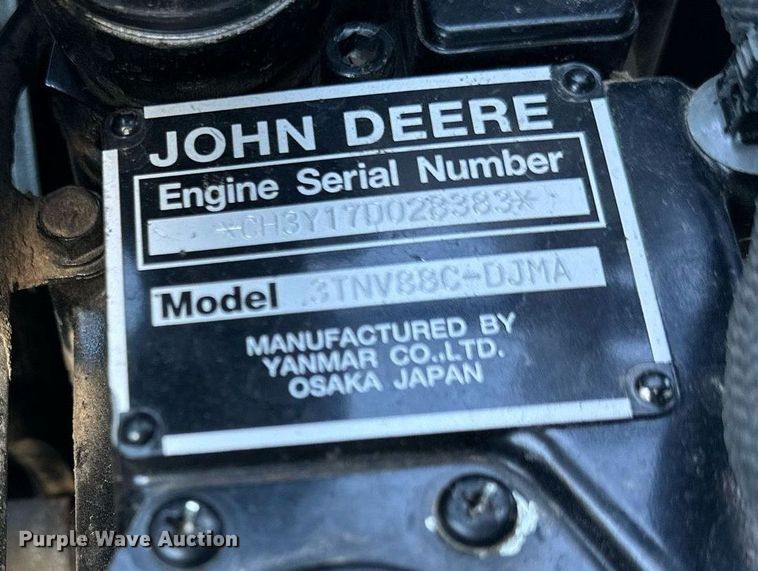 JOHN DEERE
Engine Serial Number
*CH3Y17D028383*
Model 3TNV88C-DJMA
MANUFACTURED BY
YANMAR CO.,LTD.
OSAKA JAPAN
Purple Wave Auction